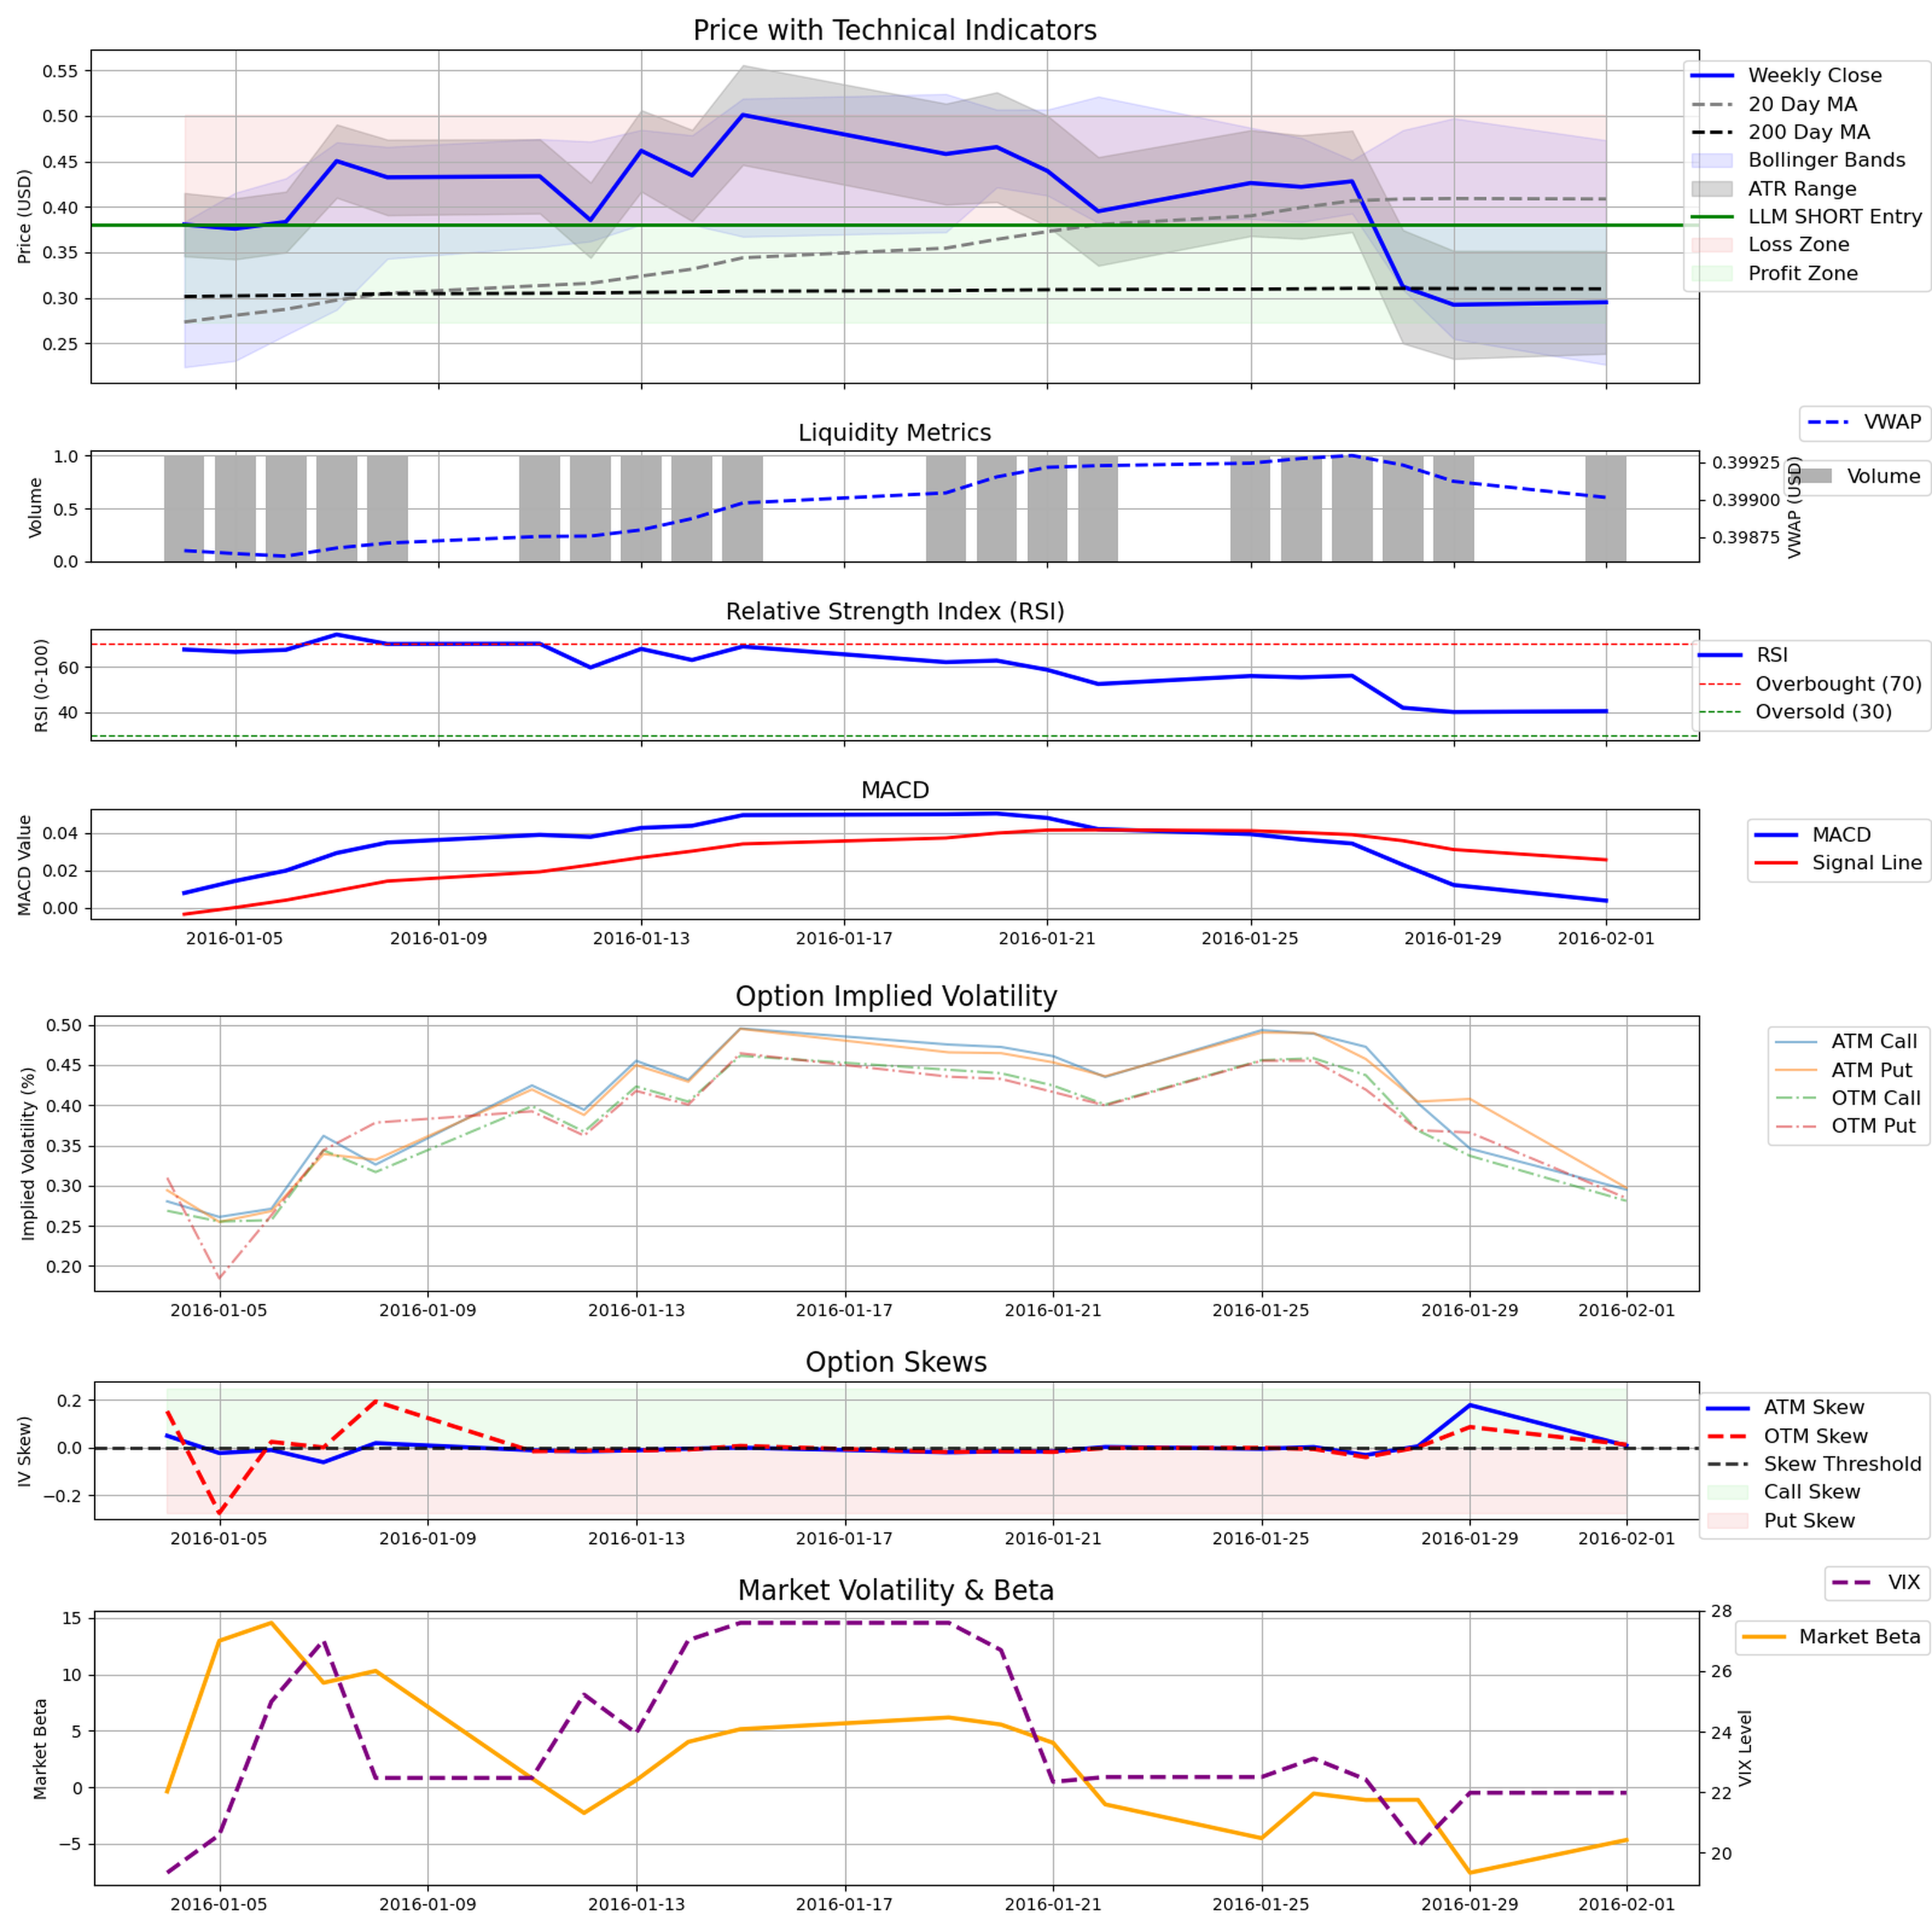 Price with Technical Indicators
Price (USD)
0.55
0.50
0.45
0.40
0.35
0.30
0.25
Weekly Close
20 Day MA
200 Day MA
Bollinger Bands
ATR Range
LLM SHORT Entry
Loss Zone
Profit Zone
Liquidity Metrics
Volume
1.0
0.5
0.0
0.39925
0.39900
0.39875
VWAP (USD)
VWAP
Volume
Relative Strength Index (RSI)
RSI (0-100)
60
40
RSI
Overbought (70)
Oversold (30)
MACD
MACD Value
0.04
0.02
0.00
MACD
Signal Line
2016-01-05 2016-01-09 2016-01-13 2016-01-17 2016-01-21 2016-01-25 2016-01-29 2016-02-01
Option Implied Volatility
Implied Volatility (%)
0.50
0.45
0.40
0.35
0.30
0.25
0.20
ATM Call
ATM Put
OTM Call
OTM Put
2016-01-05 2016-01-09 2016-01-13 2016-01-17 2016-01-21 2016-01-25 2016-01-29 2016-02-01
Option Skews
IV Skew)
0.2
0.0
−0.2
ATM Skew
OTM Skew
Skew Threshold
Call Skew
Put Skew
2016-01-05 2016-01-09 2016-01-13 2016-01-17 2016-01-21 2016-01-25 2016-01-29 2016-02-01
Market Volatility & Beta
Market Beta
15
10
5
0
−5
28
26
24
22
20
VIX Level
VIX
Market Beta
2016-01-05 2016-01-09 2016-01-13 2016-01-17 2016-01-21 2016-01-25 2016-01-29 2016-02-01